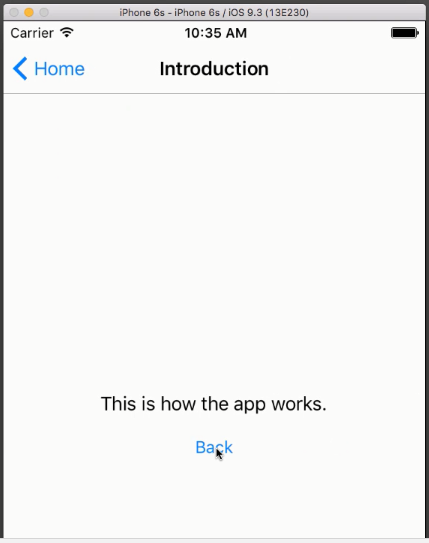 iPhone 6s - iPhone 6s / iOS 9.3 (13E230)
Carrier 10:35 AM
Home Introduction
This is how the app works.
Back